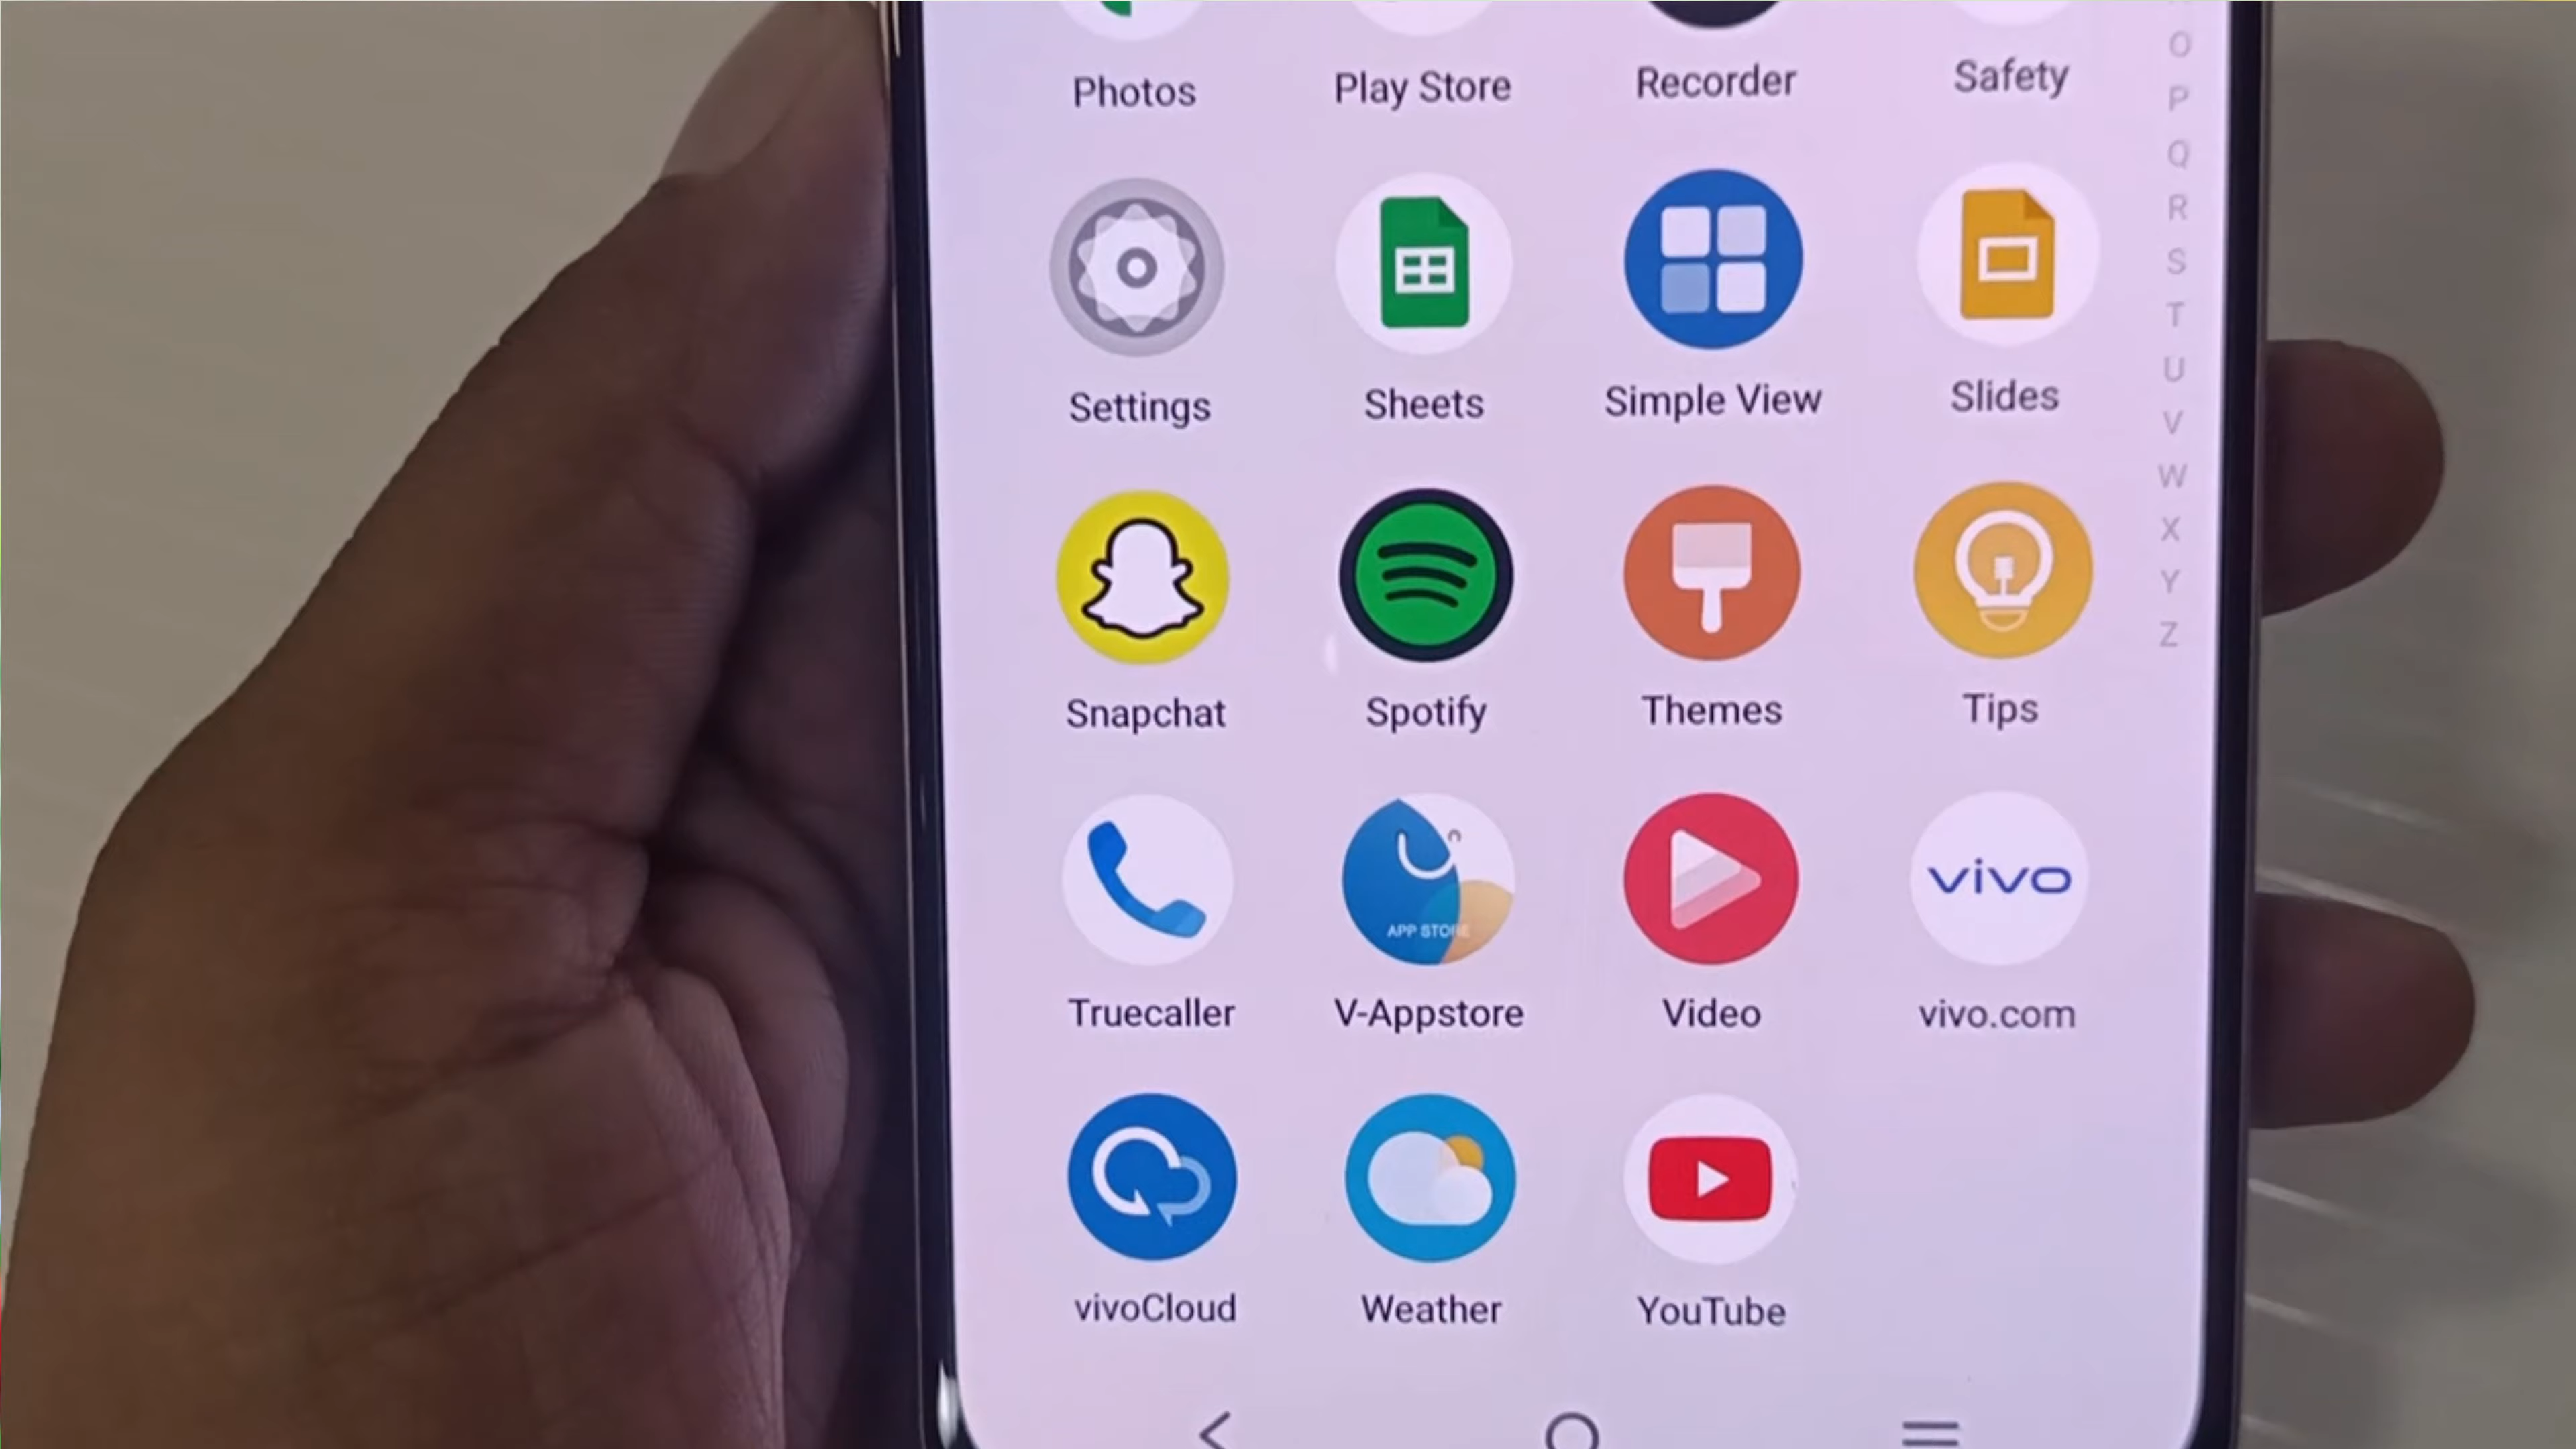 Photos Play Store Recorder Safety
Settings Sheets Simple View Slides
Snapchat Spotify Themes Tips
APP STORE
vivo
Truecaller V-Appstore Video vivo.com
vivoCloud Weather YouTube
O
P
Q
R
S
T
U
V
W
X
Y
Z